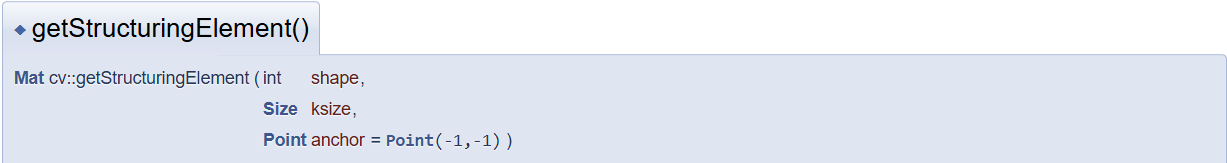 getStructuringElement()
Mat cv::getStructuringElement ( int shape,
Size ksize,
Point anchor = Point(-1,-1) )